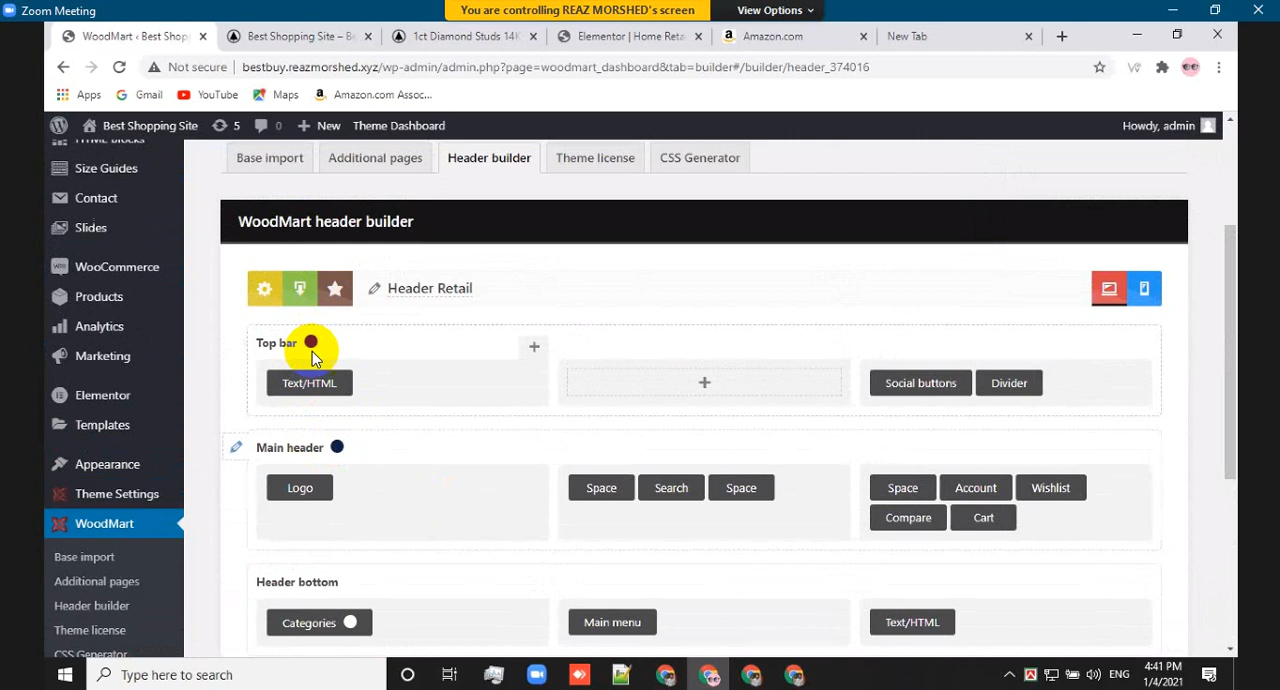 Zoom Meeting
You are controlling REAZ MORSHED's screen
View Options
WoodMart ‹ Best Shop
Best Shopping Site – Be
1ct Diamond Studs 14K
Elementor | Home Reta
Amazon.com
New Tab
Not secure
bestbuy.reazmorshed.xyz/wp-admin/admin.php?page=woodmart_dashboard&tab=builder#/builder/header_374016
Apps
Gmail
YouTube
Maps
Amazon.com Assoc...
Best Shopping Site
5
0
New
Theme Dashboard
Howdy, admin
HTML Blocks
Size Guides
Contact
Slides
WooCommerce
Products
Analytics
Marketing
Elementor
Templates
Appearance
Theme Settings
WoodMart
Base import
Additional pages
Header builder
Theme license
CSS Generator
Base import
Additional pages
Header builder
Theme license
CSS Generator
WoodMart header builder
Header Retail
Top bar
Text/HTML
Social buttons
Divider
Main header
Logo
Space
Search
Space
Space
Account
Wishlist
Compare
Cart
Header bottom
Categories
Main menu
Text/HTML
Type here to search
ENG
4:41 PM
1/4/2021